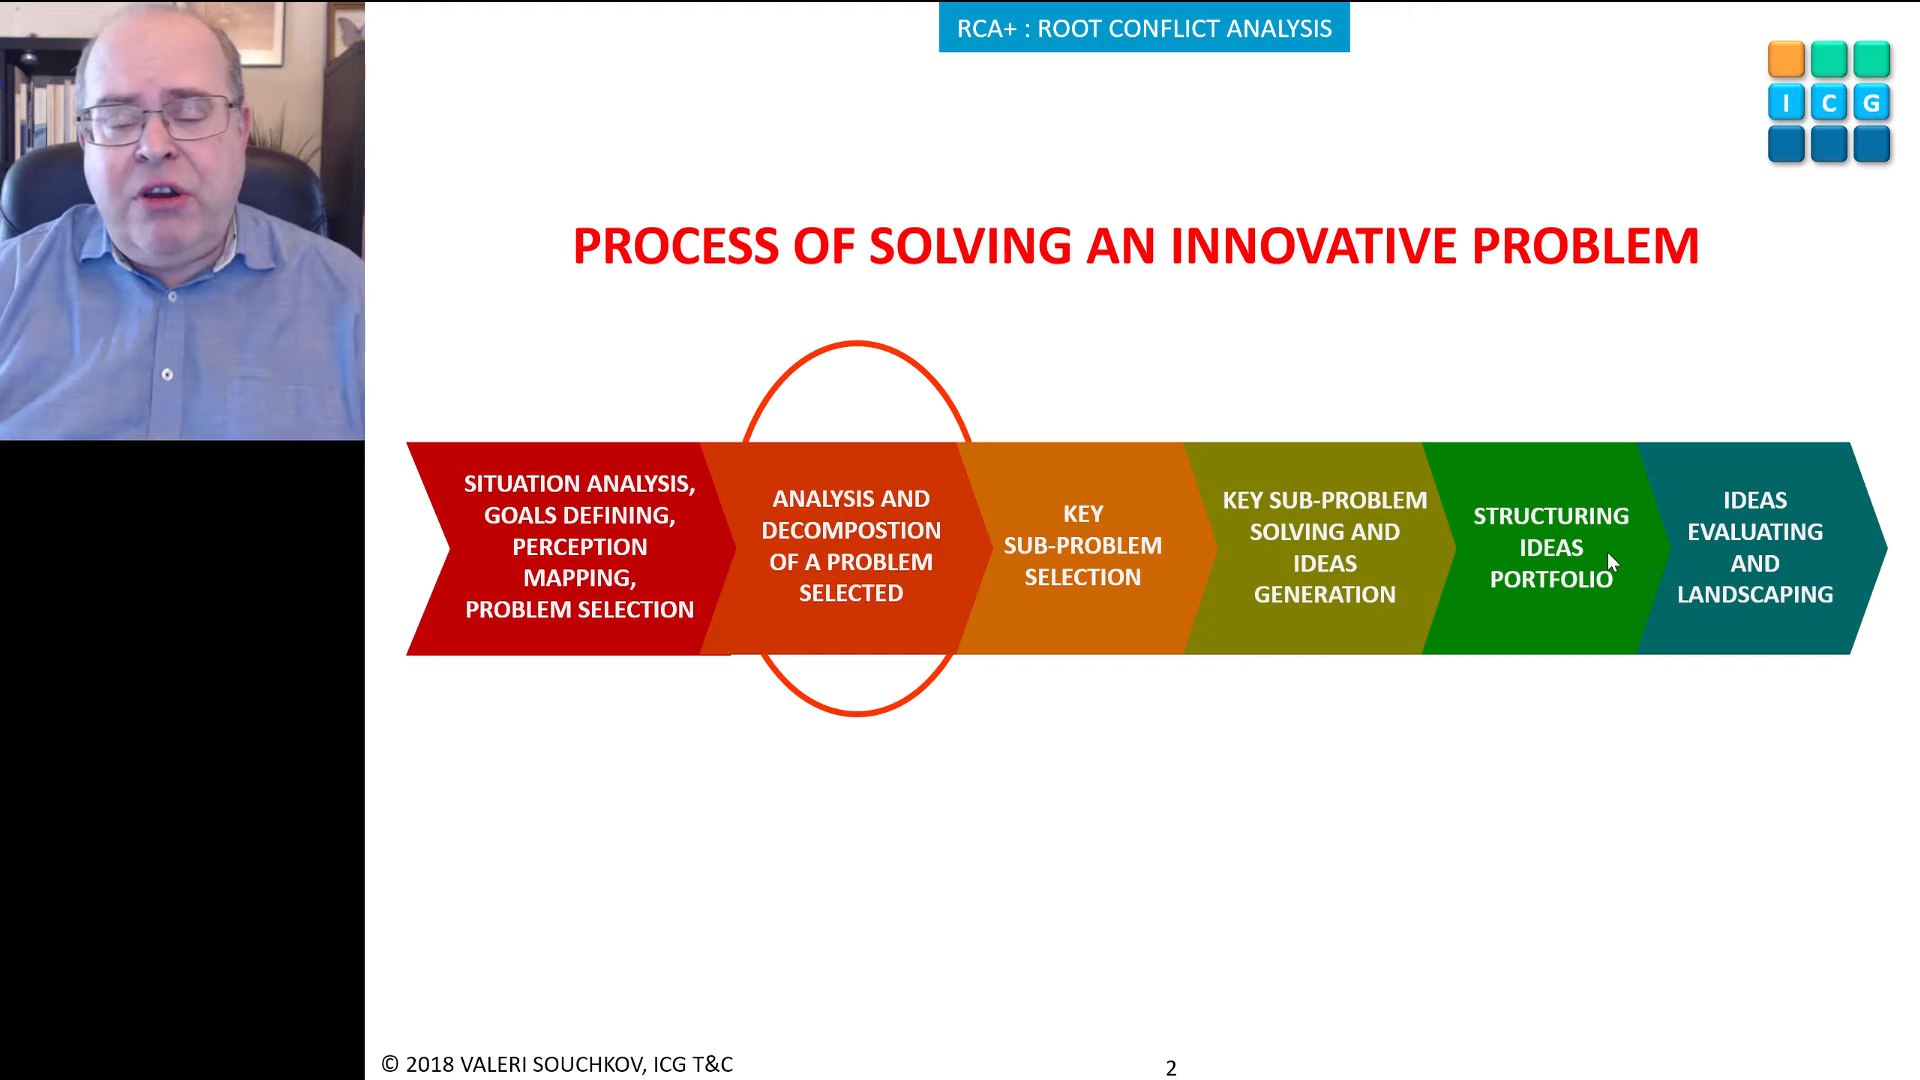 RCA+ : ROOT CONFLICT ANALYSIS
I C G
PROCESS OF SOLVING AN INNOVATIVE PROBLEM
SITUATION ANALYSIS,
GOALS DEFINING,
PERCEPTION
MAPPING,
PROBLEM SELECTION
ANALYSIS AND
DECOMPOSTION
OF A PROBLEM
SELECTED
KEY
SUB-PROBLEM
SELECTION
KEY SUB-PROBLEM
SOLVING AND
IDEAS
GENERATION
STRUCTURING
IDEAS
PORTFOLIO
IDEAS
EVALUATING
AND
LANDSCAPING
© 2018 VALERI SOUCHKOV, ICG T&C
2